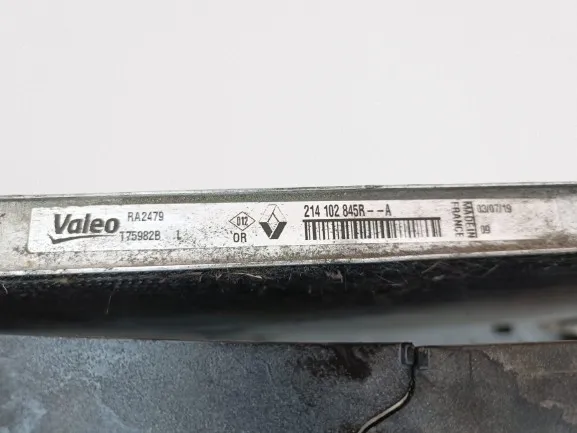 Valeo
RA2479
T75982B L
012
OR
214 102 845R--A
MADE IN
FRANCE
03/07/19
09